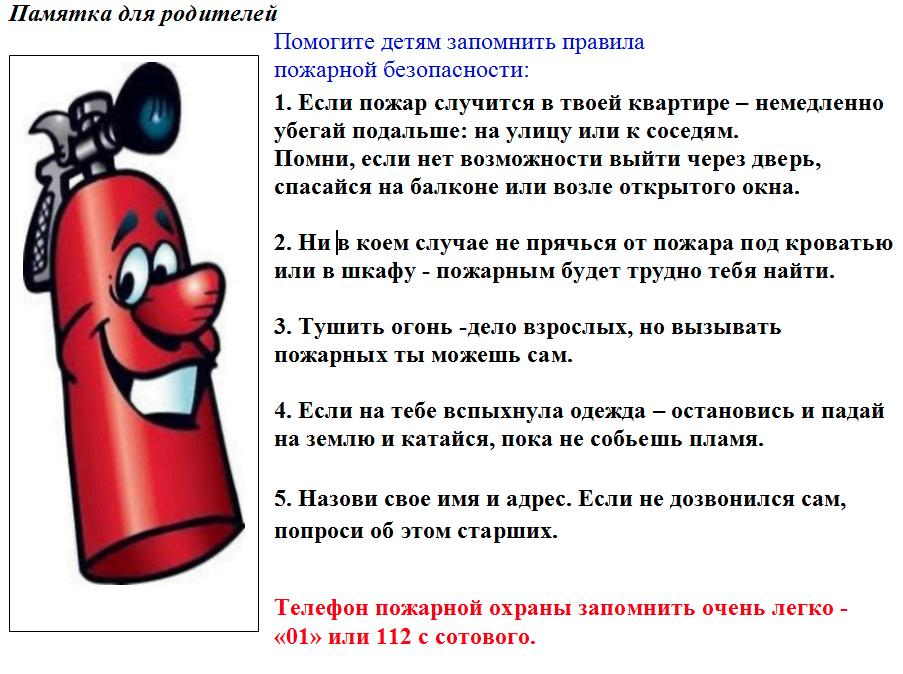 Памятка для родителей
Помогите детям запомнить правила
пожарной безопасности:
1. Если пожар случится в твоей квартире – немедленно
убегай подальше: на улицу или к соседям.
Помни, если нет возможности выйти через дверь,
спасайся на балконе или возле открытого окна.
2. Ни в коем случае не прячься от пожара под кроватью
или в шкафу - пожарным будет трудно тебя найти.
3. Тушить огонь -дело взрослых, но вызывать
пожарных ты можешь сам.
4. Если на тебе вспыхнула одежда – остановись и падай
на землю и катайся, пока не собьешь пламя.
5. Назови свое имя и адрес. Если не дозвонился сам,
попроси об этом старших.
Телефон пожарной охраны запомнить очень легко -
«01» или 112 с сотового.